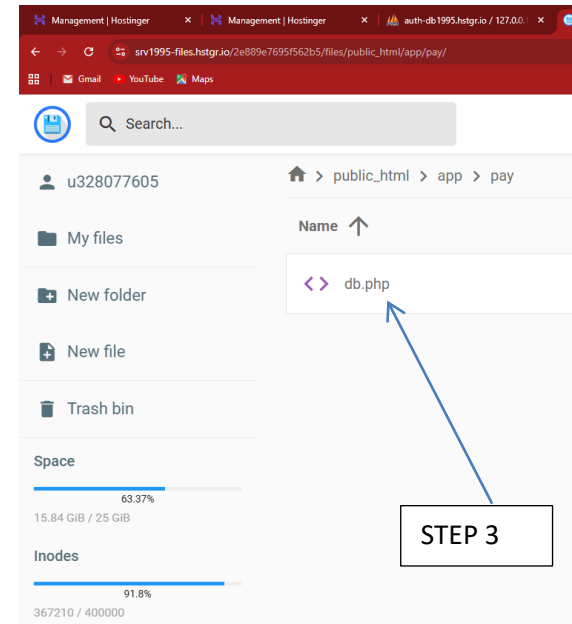 Management | Hostinger
Management | Hostinger
auth-db1995.hstgr.io / 127.0.0.1
srv1995-files.hstgr.io/2e889e7695f562b5/files/public_html/app/pay/
Gmail YouTube Maps
Search...
u328077605
public_html > app > pay
My files
Name
New folder
db.php
New file
Trash bin
Space
63.37%
15.84 GiB / 25 GiB
STEP 3
Inodes
91.8%
367210 / 400000